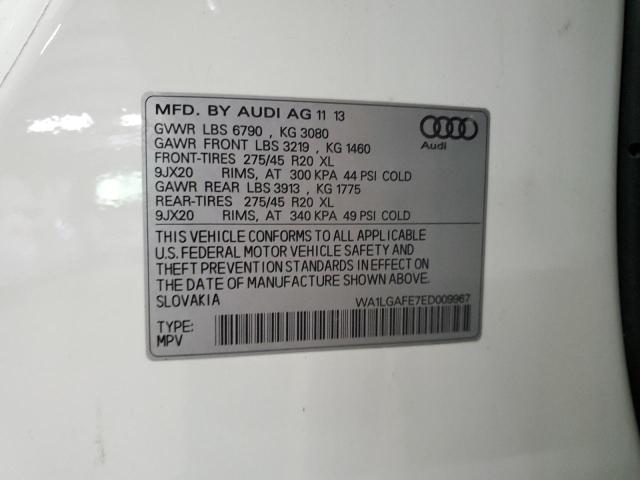 MFD. BY AUDI AG 11 13
GVWR LBS 6790 , KG 3080
GAWR FRONT LBS 3219 , KG 1460
FRONT-TIRES 275/45 R20 XL
9JX20 RIMS, AT 300 KPA 44 PSI COLD
GAWR REAR LBS 3913 , KG 1775
REAR-TIRES 275/45 R20 XL
9JX20 RIMS, AT 340 KPA 49 PSI COLD
Audi
THIS VEHICLE CONFORMS TO ALL APPLICABLE
U.S. FEDERAL MOTOR VEHICLE SAFETY AND
THEFT PREVENTION STANDARDS IN EFFECT ON
THE DATE OF MANUFACTURE SHOWN ABOVE.
SLOVAKIA WA1LGAFE7ED009967
TYPE:
MPV